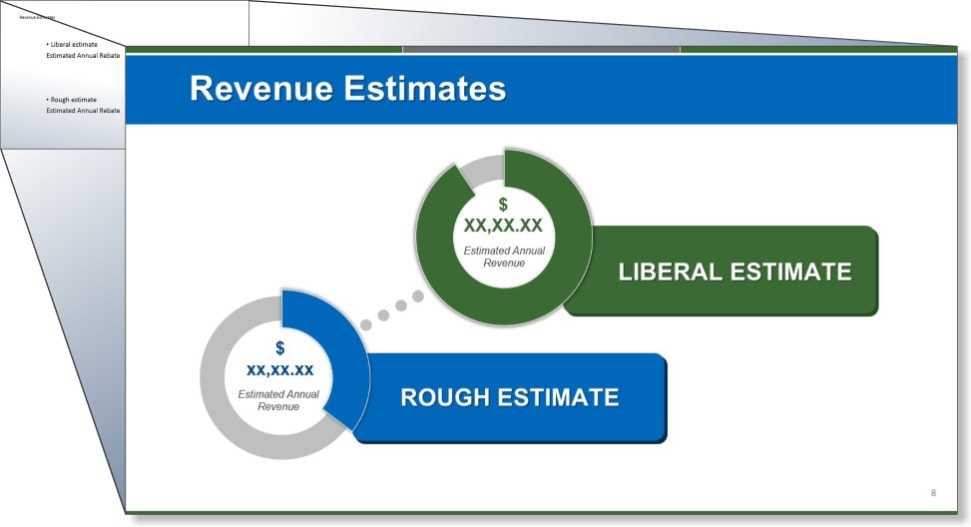 Revenue Estimates
• Liberal estimate
Estimated Annual Rebate
• Rough estimate
Estimated Annual Rebate
Revenue Estimates
$
XX,XX.XX
Estimated Annual
Revenue
LIBERAL ESTIMATE
$
xx,xx.xx
Estimated Annual
Revenue
ROUGH ESTIMATE
8